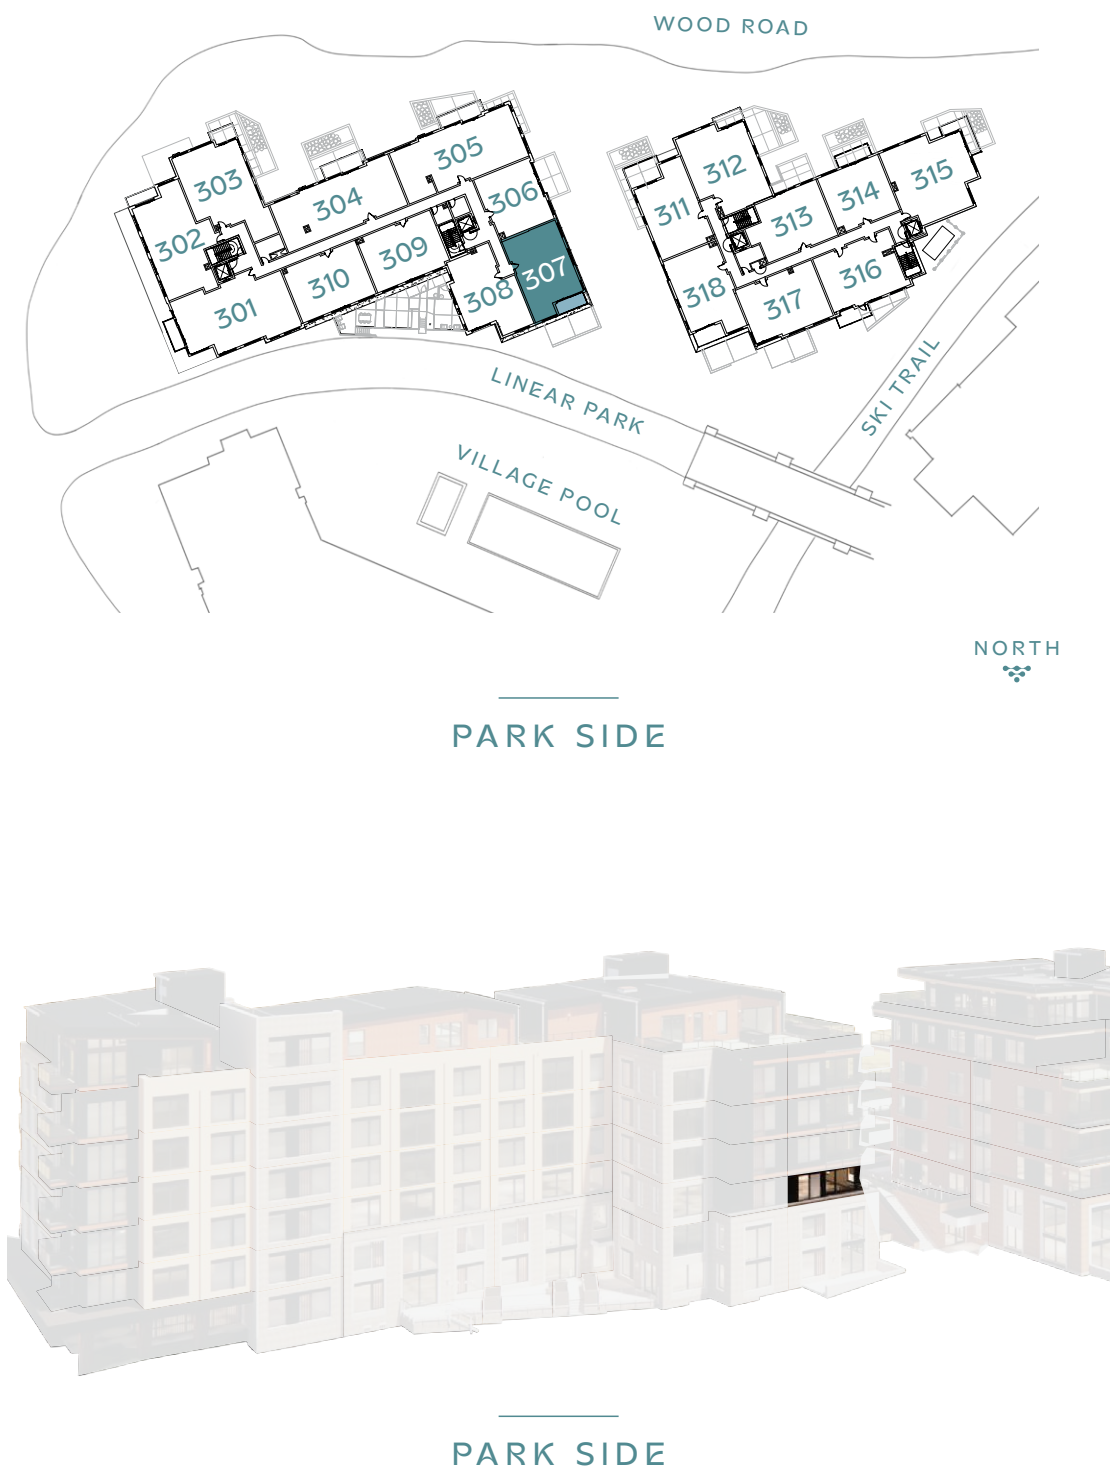 WOOD ROAD
303
304
305
306
302
301
310
309
308
307
312
311
313
314
315
318
317
316
LINEAR PARK
SKI TRAIL
VILLAGE POOL
NORTH
PARK SIDE
PARK SIDE